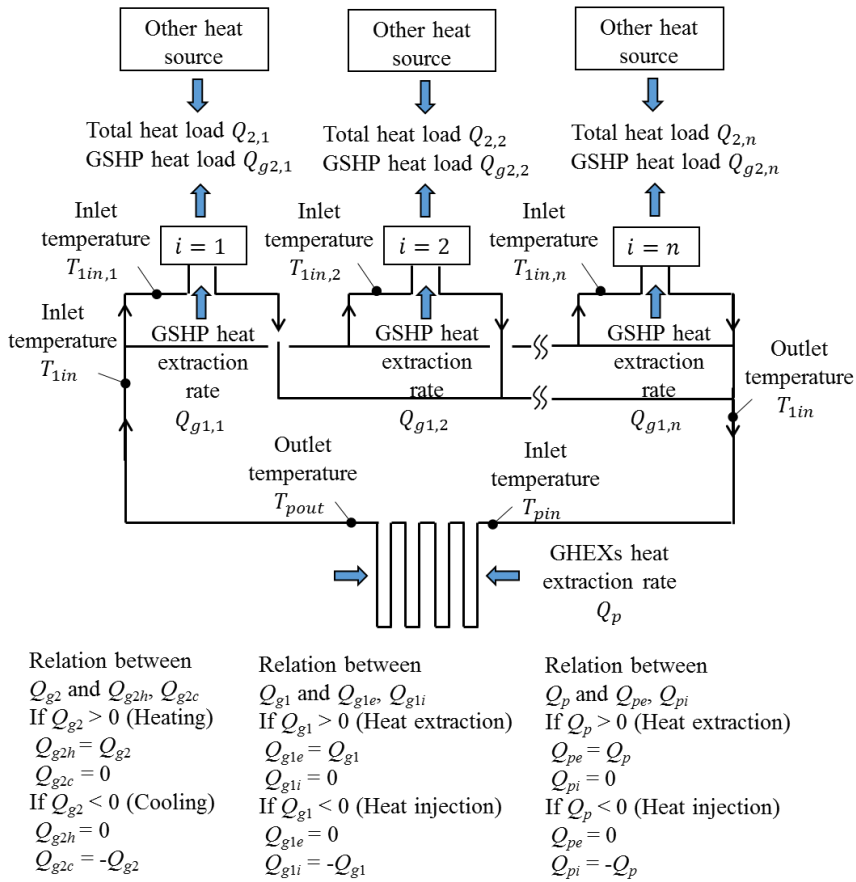 Other heat
source
Other heat
source
Other heat
source
Total heat load Q2,1
GSHP heat load Qg2,1
Total heat load Q2,2
GSHP heat load Qg2,2
Total heat load Q2,n
GSHP heat load Qg2,n
Inlet
temperature
T1in,1
i = 1
Inlet
temperature
T1in,2
i = 2
Inlet
temperature
T1in,n
i = n
Inlet
temperature
T1in
GSHP heat
extraction
rate
Qg1,1
GSHP heat
extraction
rate
Qg1,2
GSHP heat
extraction
rate
Qg1,n
Outlet
temperature
T1in
Outlet
temperature
Tpout
Inlet
temperature
Tpin
GHEXs heat
extraction rate
Qp
Relation between
Qg2 and Qg2h, Qg2c
If Qg2 > 0 (Heating)
Qg2h = Qg2
Qg2c = 0
If Qg2 < 0 (Cooling)
Qg2h = 0
Qg2c = -Qg2
Relation between
Qg1 and Qg1e, Qg1i
If Qg1 > 0 (Heat extraction)
Qg1e = Qg1
Qg1i = 0
If Qg1 < 0 (Heat injection)
Qg1e = 0
Qg1i = -Qg1
Relation between
Qp and Qpe, Qpi
If Qp > 0 (Heat extraction)
Qpe = Qp
Qpi = 0
If Qp < 0 (Heat injection)
Qpe = 0
Qpi = -Qp